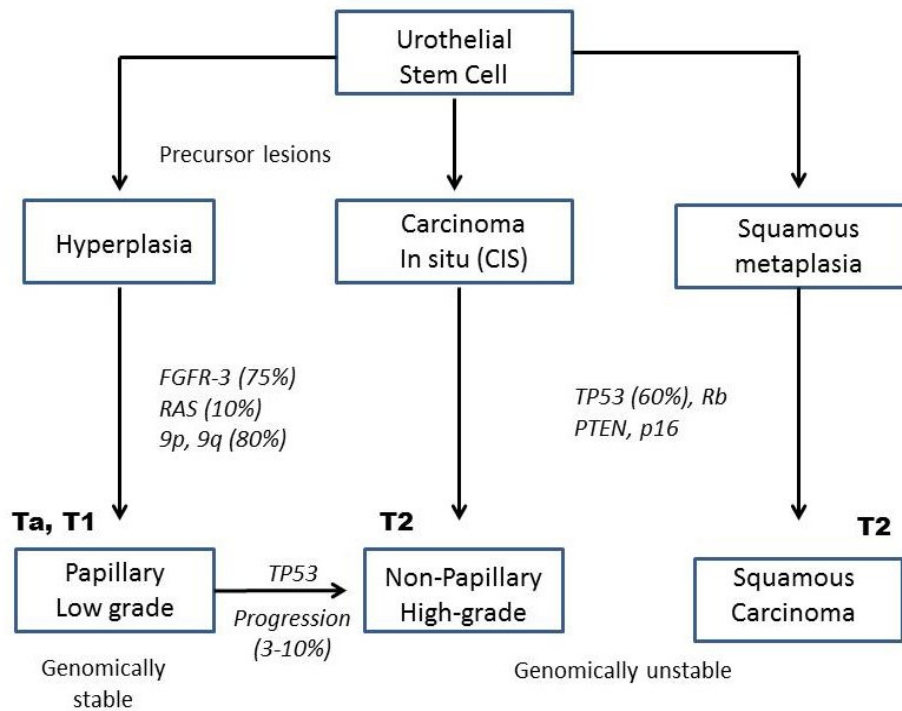 Urothelial
Stem Cell
Precursor lesions
Hyperplasia
Carcinoma
In situ (CIS)
Squamous
metaplasia
FGFR-3 (75%)
RAS (10%)
9p, 9q (80%)
TP53 (60%), Rb
PTEN, p16
Ta, T1
T2
T2
Papillary
Low grade
TP53
Progression
(3-10%)
Non-Papillary
High-grade
Squamous
Carcinoma
Genomically
stable
Genomically unstable